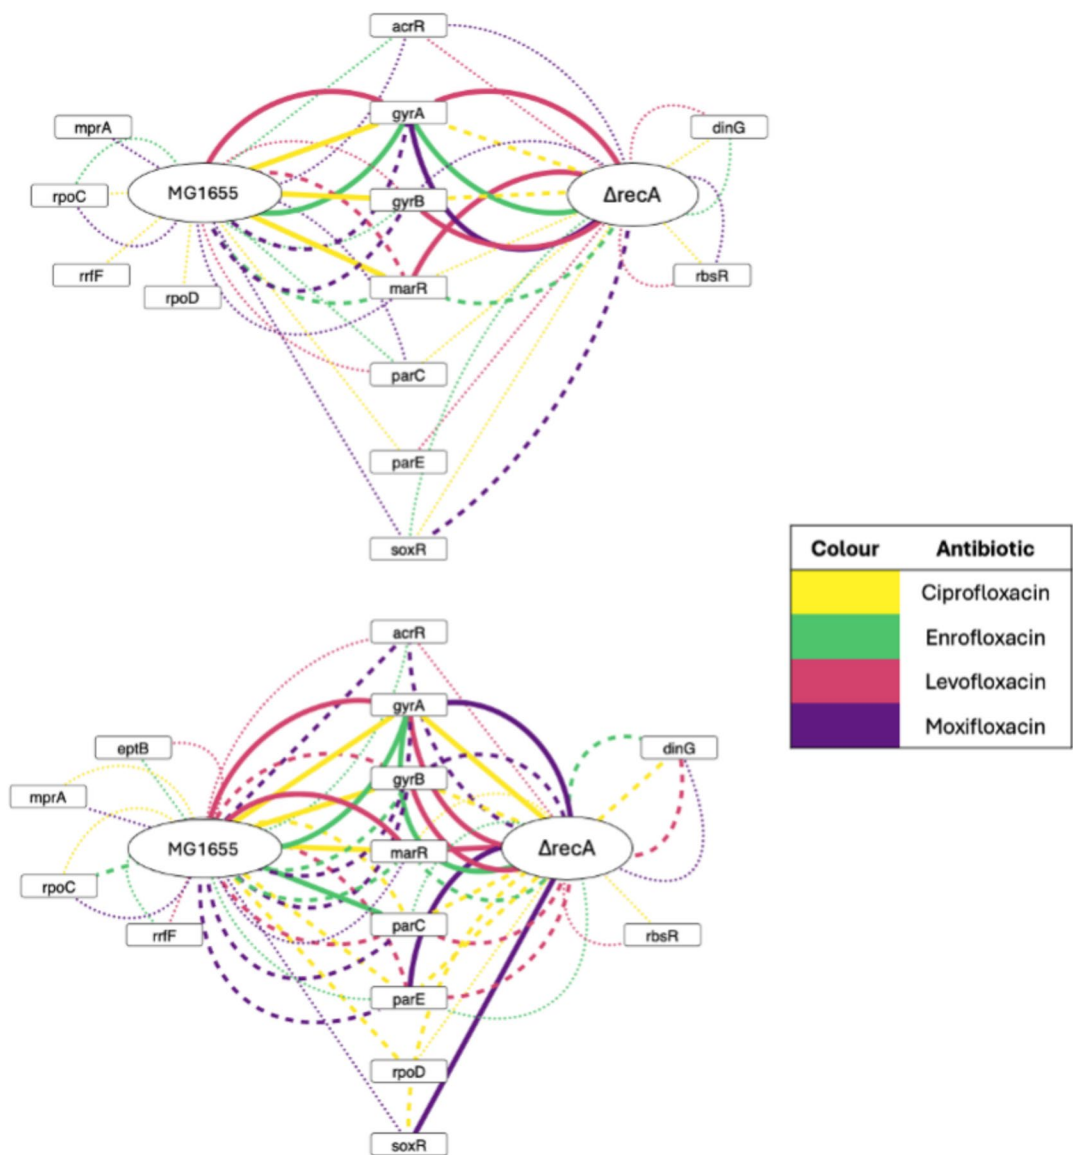 acrR
gyrA
mprA
dinG
rpoC
MG1655
gyrB
ΔrecA
rrfF
rpoD
marR
rbsR
parC
parE
soxR
Colour Antibiotic
Ciprofloxacin
Enrofloxacin
Levofloxacin
Moxifloxacin
acrR
gyrA
eptB
dinG
gyrB
mprA
MG1655
marR
ΔrecA
rpoC
parC
rrfF
rbsR
parE
rpoD
soxR